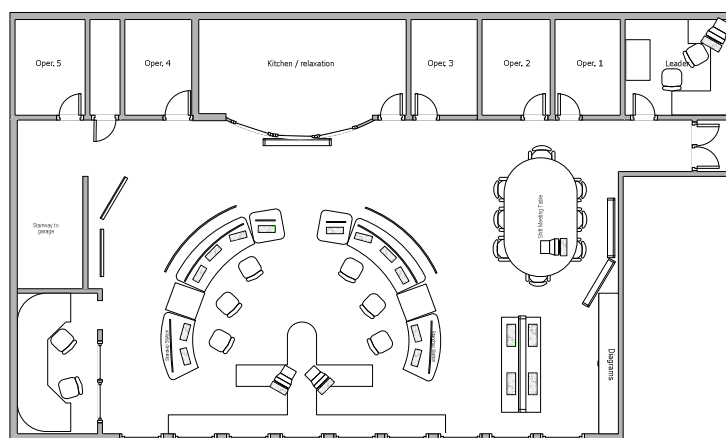 Oper. 5
Oper. 4
Kitchen / relaxation
Oper. 3
Oper. 2
Oper. 1
Leader
Stairway to
garage
Shift Meeting Table
Diagrams